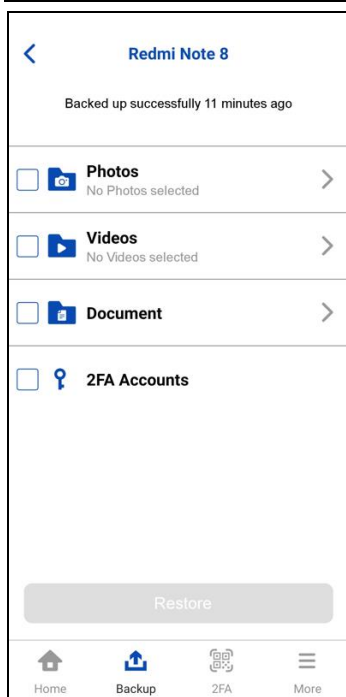 Redmi Note 8
Backed up successfully 11 minutes ago
Photos
No Photos selected
Videos
No Videos selected
Document
2FA Accounts
Restore
Home Backup 2FA More